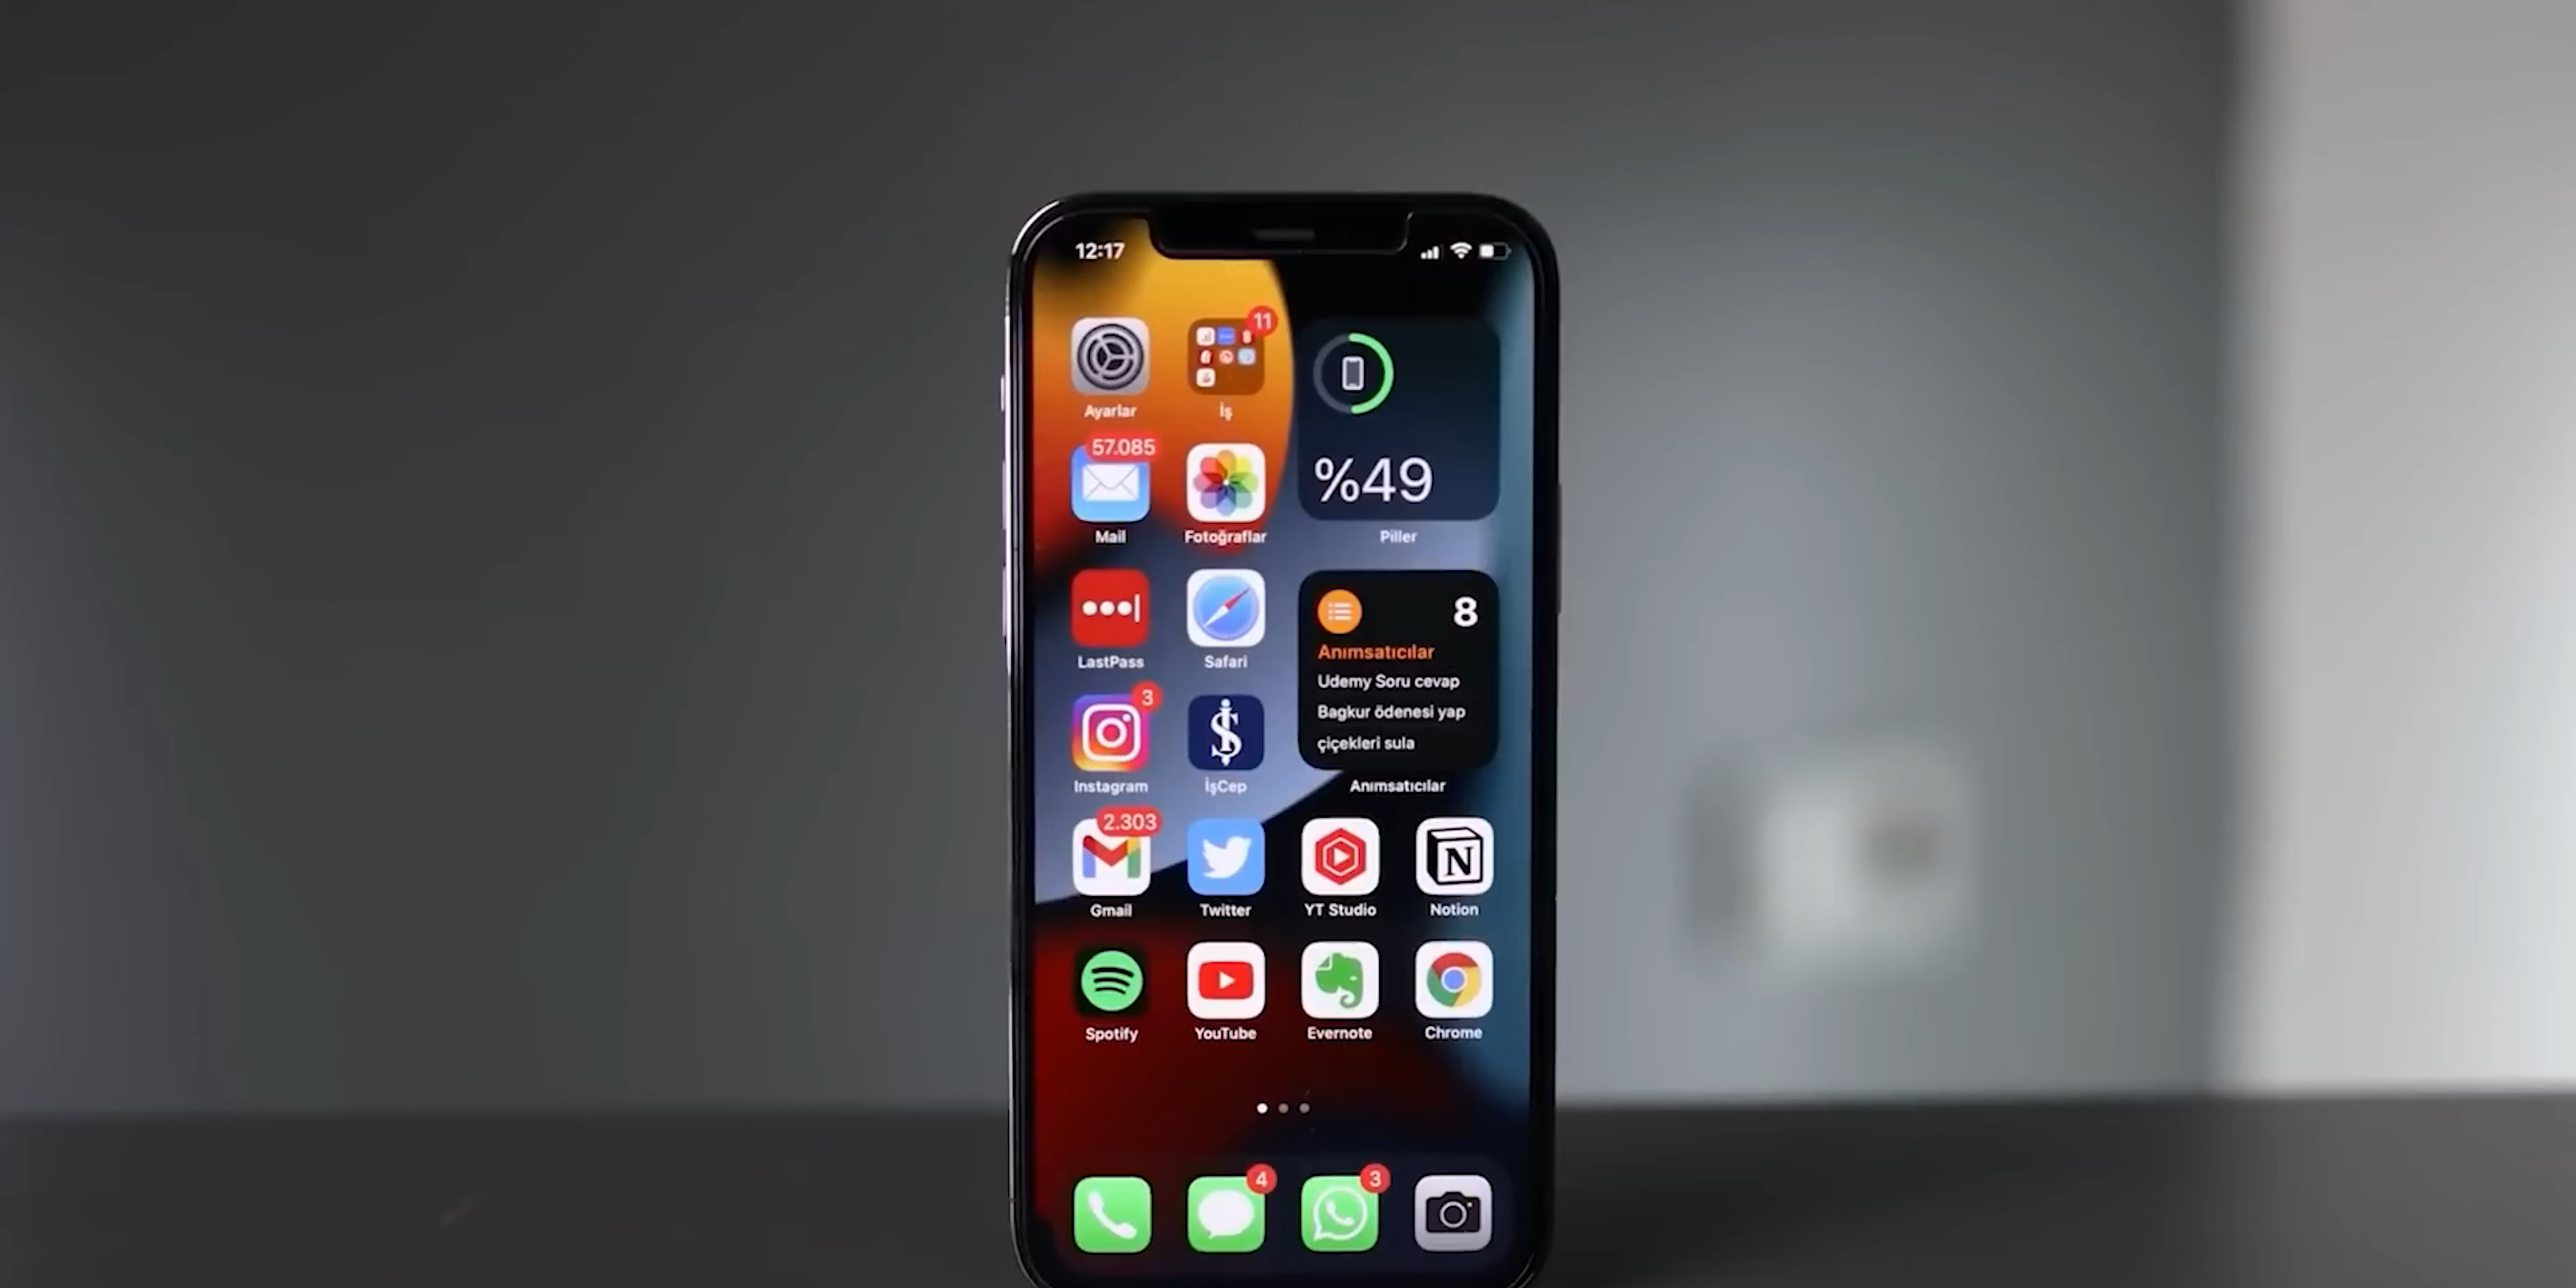 12:17
11
Ayarlar
İş
%49
Piller
57.085
Mail
Fotoğraflar
LastPass
Safari
8
Anımsatıcılar
Udemy Soru cevap
Bagkur ödenesi yap
çiçekleri sula
Anımsatıcılar
3
Instagram
İşCep
2.303
Gmail
Twitter
YT Studio
N
Notion
Spotify
YouTube
Evernote
Chrome
4
3